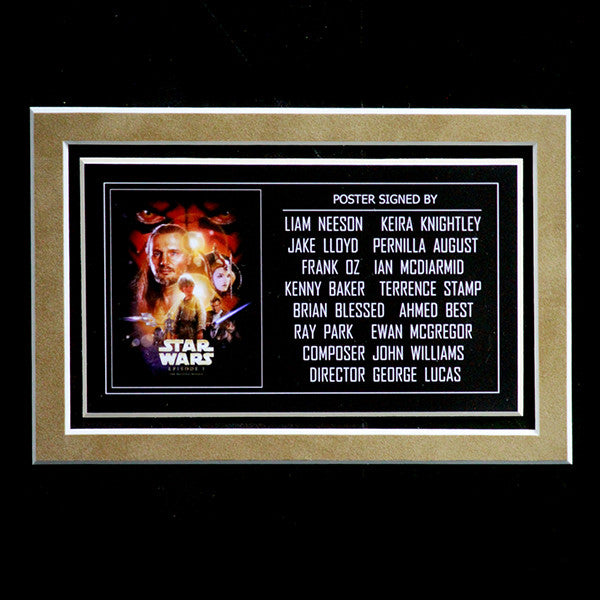 STAR
WARS
EPISODE I
POSTER SIGNED BY
LIAM NEESON KEIRA KNIGHTLEY
JAKE LLOYD PERNILLA AUGUST
FRANK OZ IAN MCDIARMID
KENNY BAKER TERRENCE STAMP
BRIAN BLESSED AHMED BEST
RAY PARK EWAN MCGREGOR
COMPOSER JOHN WILLIAMS
DIRECTOR GEORGE LUCAS